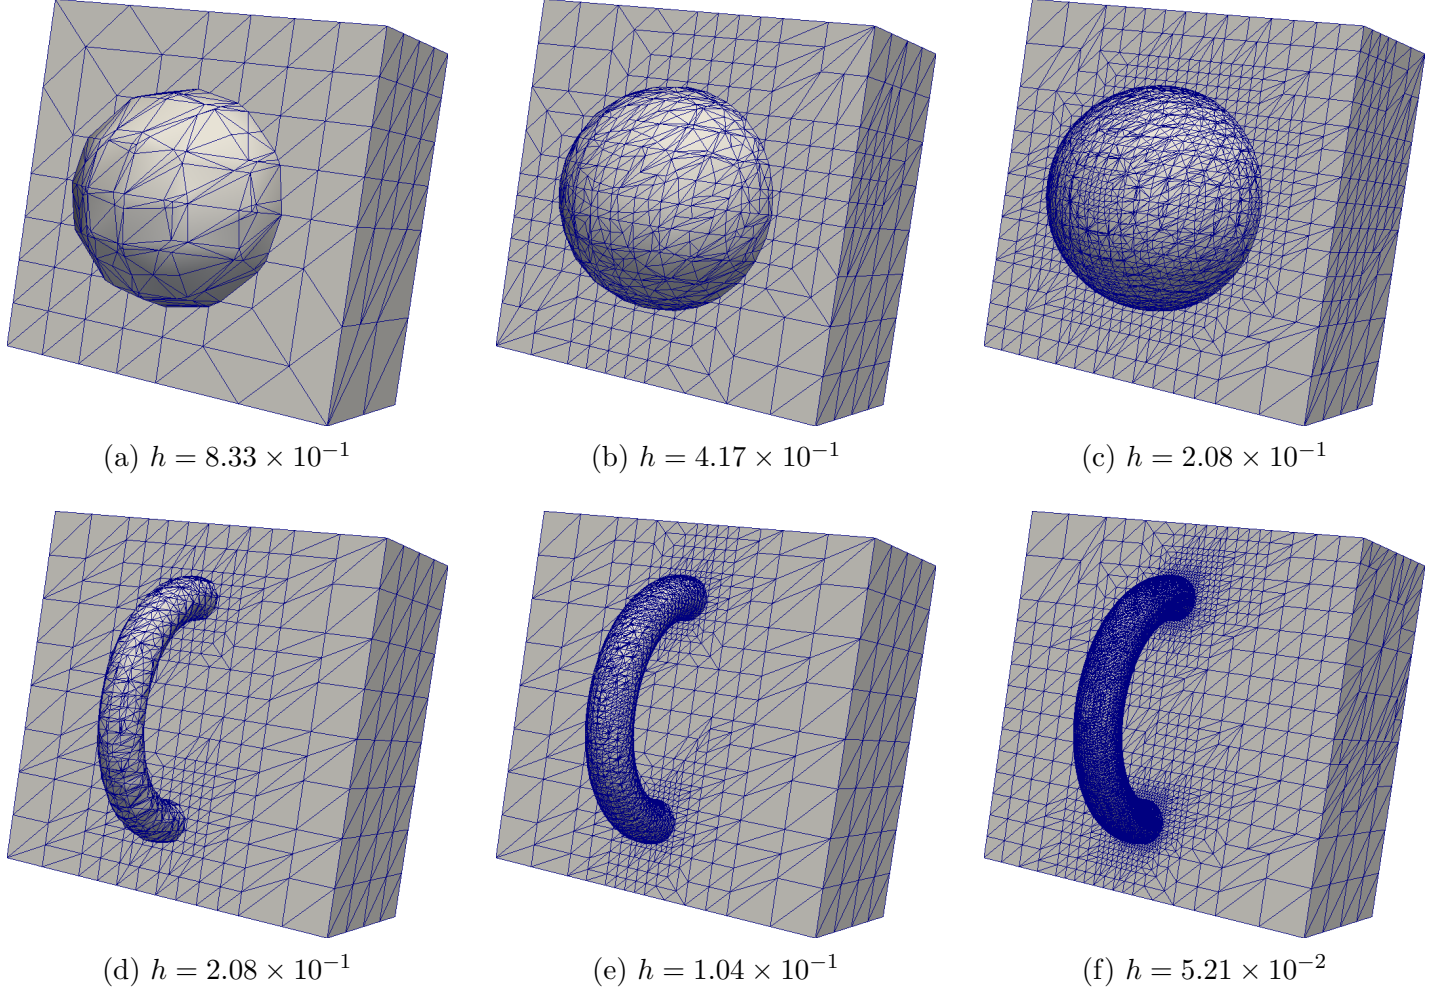 (a) h = 8.33 × 10⁻¹
(b) h = 4.17 × 10⁻¹
(c) h = 2.08 × 10⁻¹
(d) h = 2.08 × 10⁻¹
(e) h = 1.04 × 10⁻¹
(f) h = 5.21 × 10⁻²